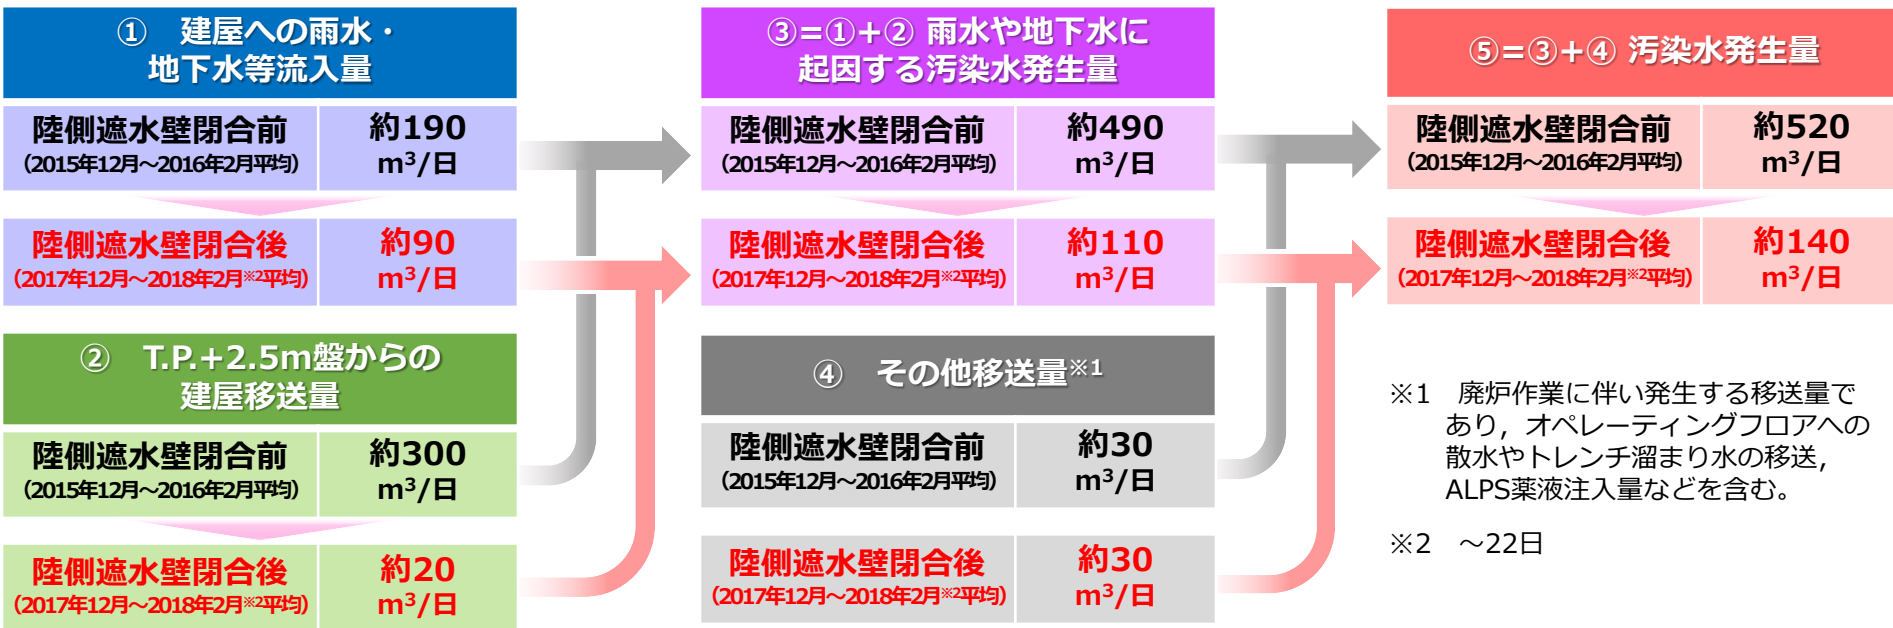 ① 建屋への雨水・
地下水等流入量
陸側遮水壁閉合前
（2015年12月～2016年2月平均）
約190
m³/日
陸側遮水壁閉合後
（2017年12月～2018年2月※2平均）
約90
m³/日
② T.P.+2.5m盤からの
建屋移送量
陸側遮水壁閉合前
（2015年12月～2016年2月平均）
約300
m³/日
陸側遮水壁閉合後
（2017年12月～2018年2月※2平均）
約20
m³/日
③=①+② 雨水や地下水に
起因する汚染水発生量
陸側遮水壁閉合前
（2015年12月～2016年2月平均）
約490
m³/日
陸側遮水壁閉合後
（2017年12月～2018年2月※2平均）
約110
m³/日
④ その他移送量※1
陸側遮水壁閉合前
（2015年12月～2016年2月平均）
約30
m³/日
陸側遮水壁閉合後
（2017年12月～2018年2月※2平均）
約30
m³/日
⑤=③+④ 汚染水発生量
陸側遮水壁閉合前
（2015年12月～2016年2月平均）
約520
m³/日
陸側遮水壁閉合後
（2017年12月～2018年2月※2平均）
約140
m³/日
※1 廃炉作業に伴い発生する移送量で
あり，オペレーティングフロアへの
散水やトレンチ溜まり水の移送，
ALPS薬液注入量などを含む。
※2 ～22日